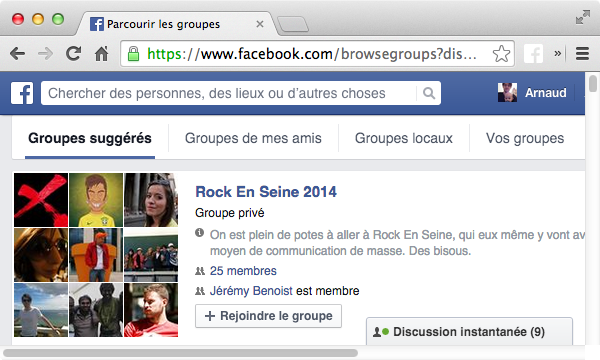 Parcourir les groupes
https://www.facebook.com/browsegroups?dis...
Chercher des personnes, des lieux ou d'autres choses
Arnaud
Groupes suggérés
Groupes de mes amis
Groupes locaux
Vos groupes
Rock En Seine 2014
Groupe privé
On est plein de potes à aller à Rock En Seine, qui eux même y vont av
moyen de communication de masse. Des bisous.
25 membres
Jérémy Benoist est membre
+ Rejoindre le groupe
Discussion instantanée (9)